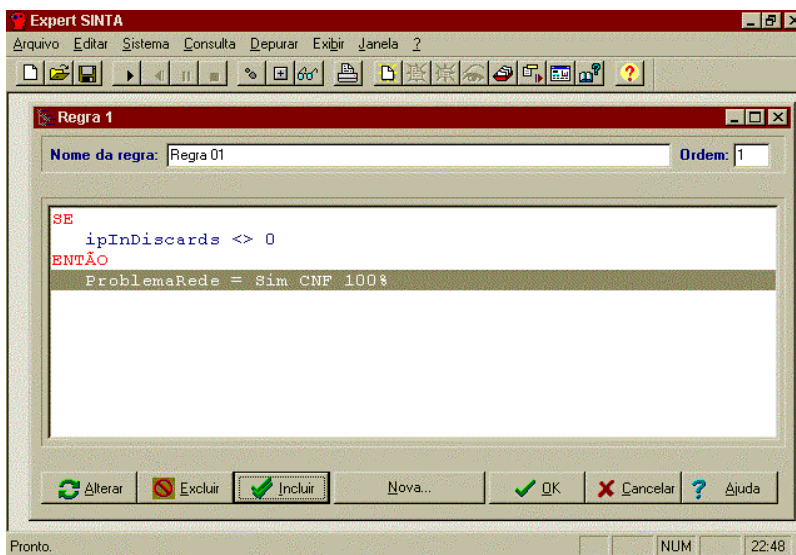 Expert SINTA
Arquivo Editar Sistema Consulta Depurar Exibir Janela ?
Regra 1
Nome da regra: Regra 01 Ordem: 1
SE
ipInDiscards <> 0
ENTÃO
ProblemaRede = Sim CNF 100%
Alterar Excluir Incluir Nova... OK Cancelar ? Ajuda
Pronto. NUM 22:48